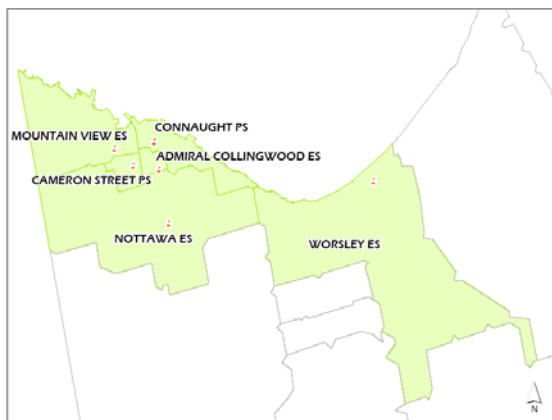 CONNAUGHT PS
MOUNTAIN VIEW ES
ADMIRAL COLLINGWOOD ES
CAMERON STREET PS
NOTTAWA ES
WORSLEY ES
N